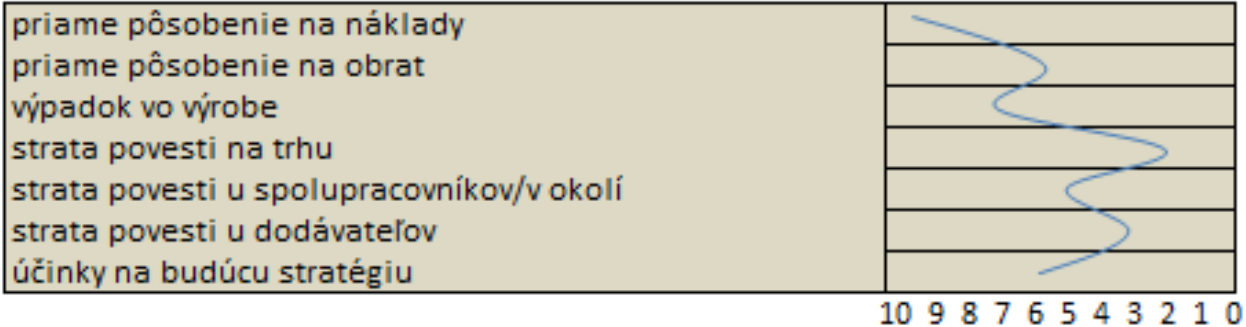 priame pôsobenie na náklady
priame pôsobenie na obrat
výpadok vo výrobe
strata povesti na trhu
strata povesti u spolupracovníkov/v okolí
strata povesti u dodávateľov
účinky na budúcu stratégiu
10 9 8 7 6 5 4 3 2 1 0